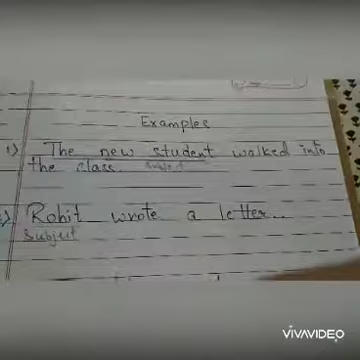 Examples
1) The new student walked into
subject
the class.
2) Rohit wrote a letter..
subject
VIVAVIDEO